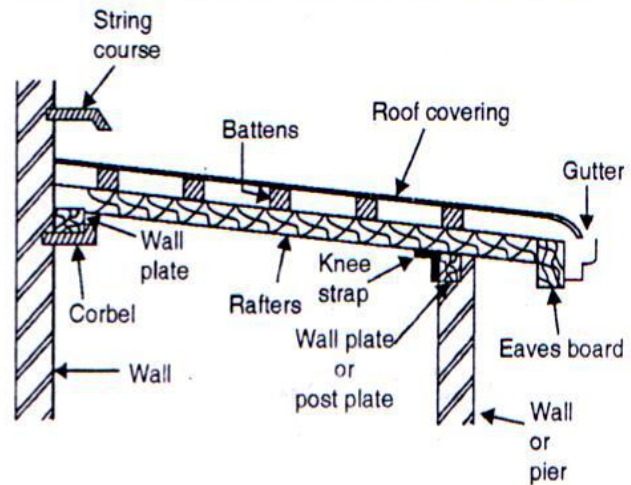 String
course
Battens
Roof covering
Gutter
Wall
plate
Corbel
Rafters
Knee
strap
Wall plate
or
post plate
Eaves board
Wall
Wall
or
pier